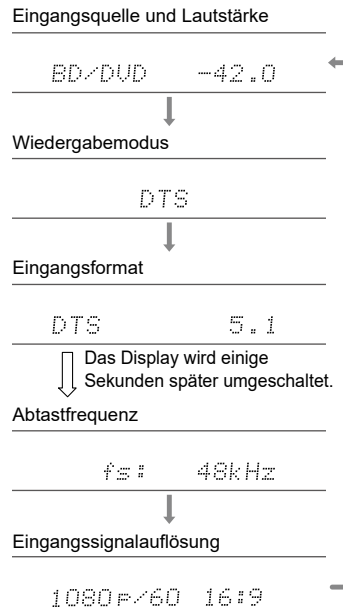 Eingangsquelle und Lautstärke
BD/DVD -42.0
Wiedergabemodus
DTS
Eingangsformat
DTS 5.1
Das Display wird einige
Sekunden später umgeschaltet.
Abtastfrequenz
fs: 48kHz
Eingangssignalauflösung
1080p/60 16:9